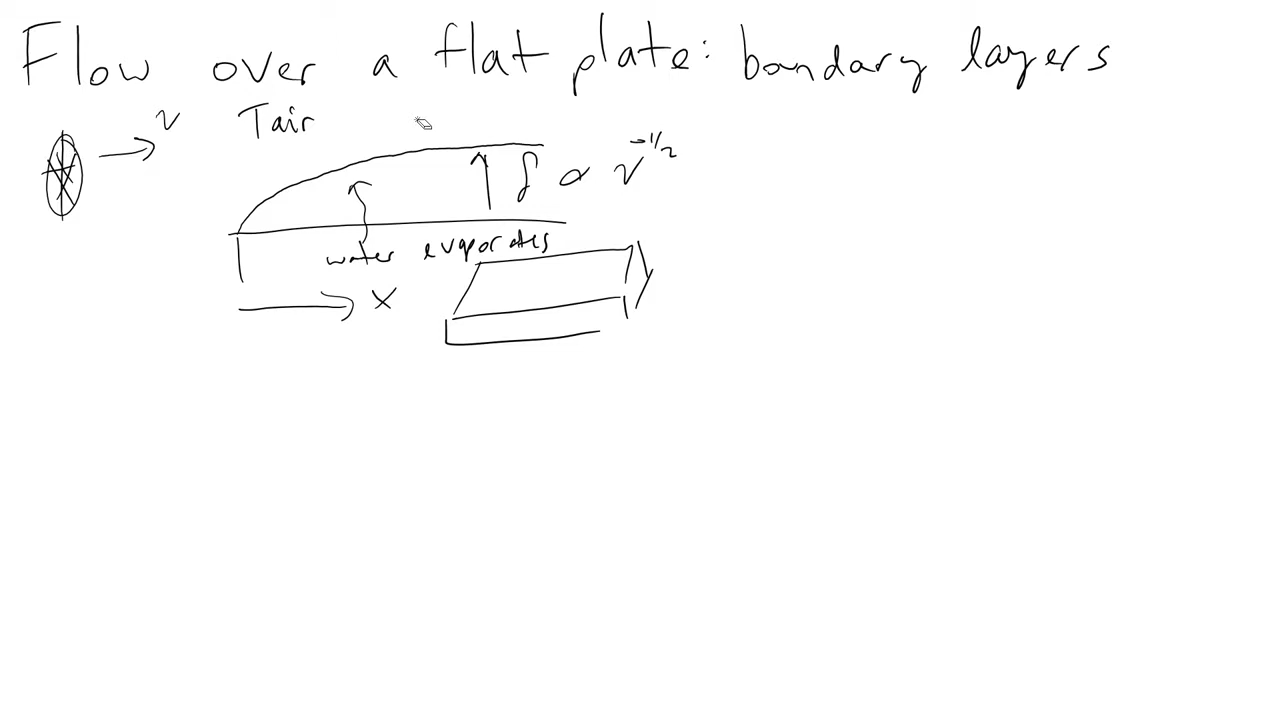 Flow over a flat plate: boundary layers
v Tair
δ ∝ v^-1/2
water evaporates
x